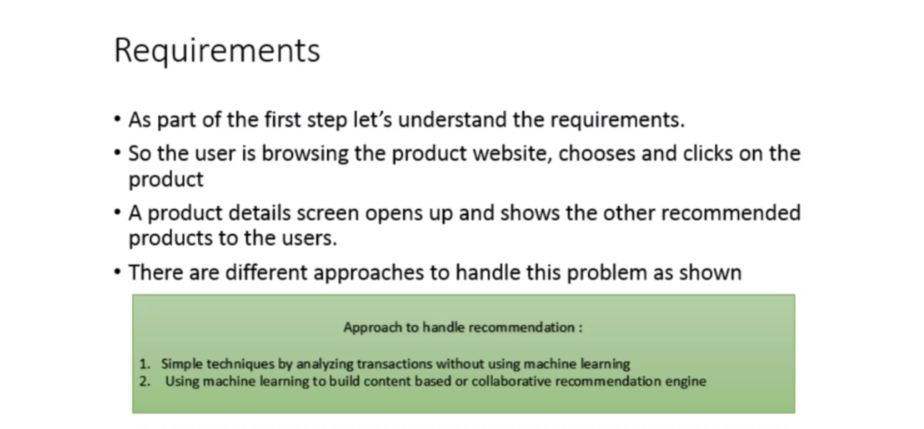 Requirements
• As part of the first step let's understand the requirements.
• So the user is browsing the product website, chooses and clicks on the
product
• A product details screen opens up and shows the other recommended
products to the users.
• There are different approaches to handle this problem as shown
Approach to handle recommendation :
1. Simple techniques by analyzing transactions without using machine learning
2. Using machine learning to build content based or collaborative recommendation engine